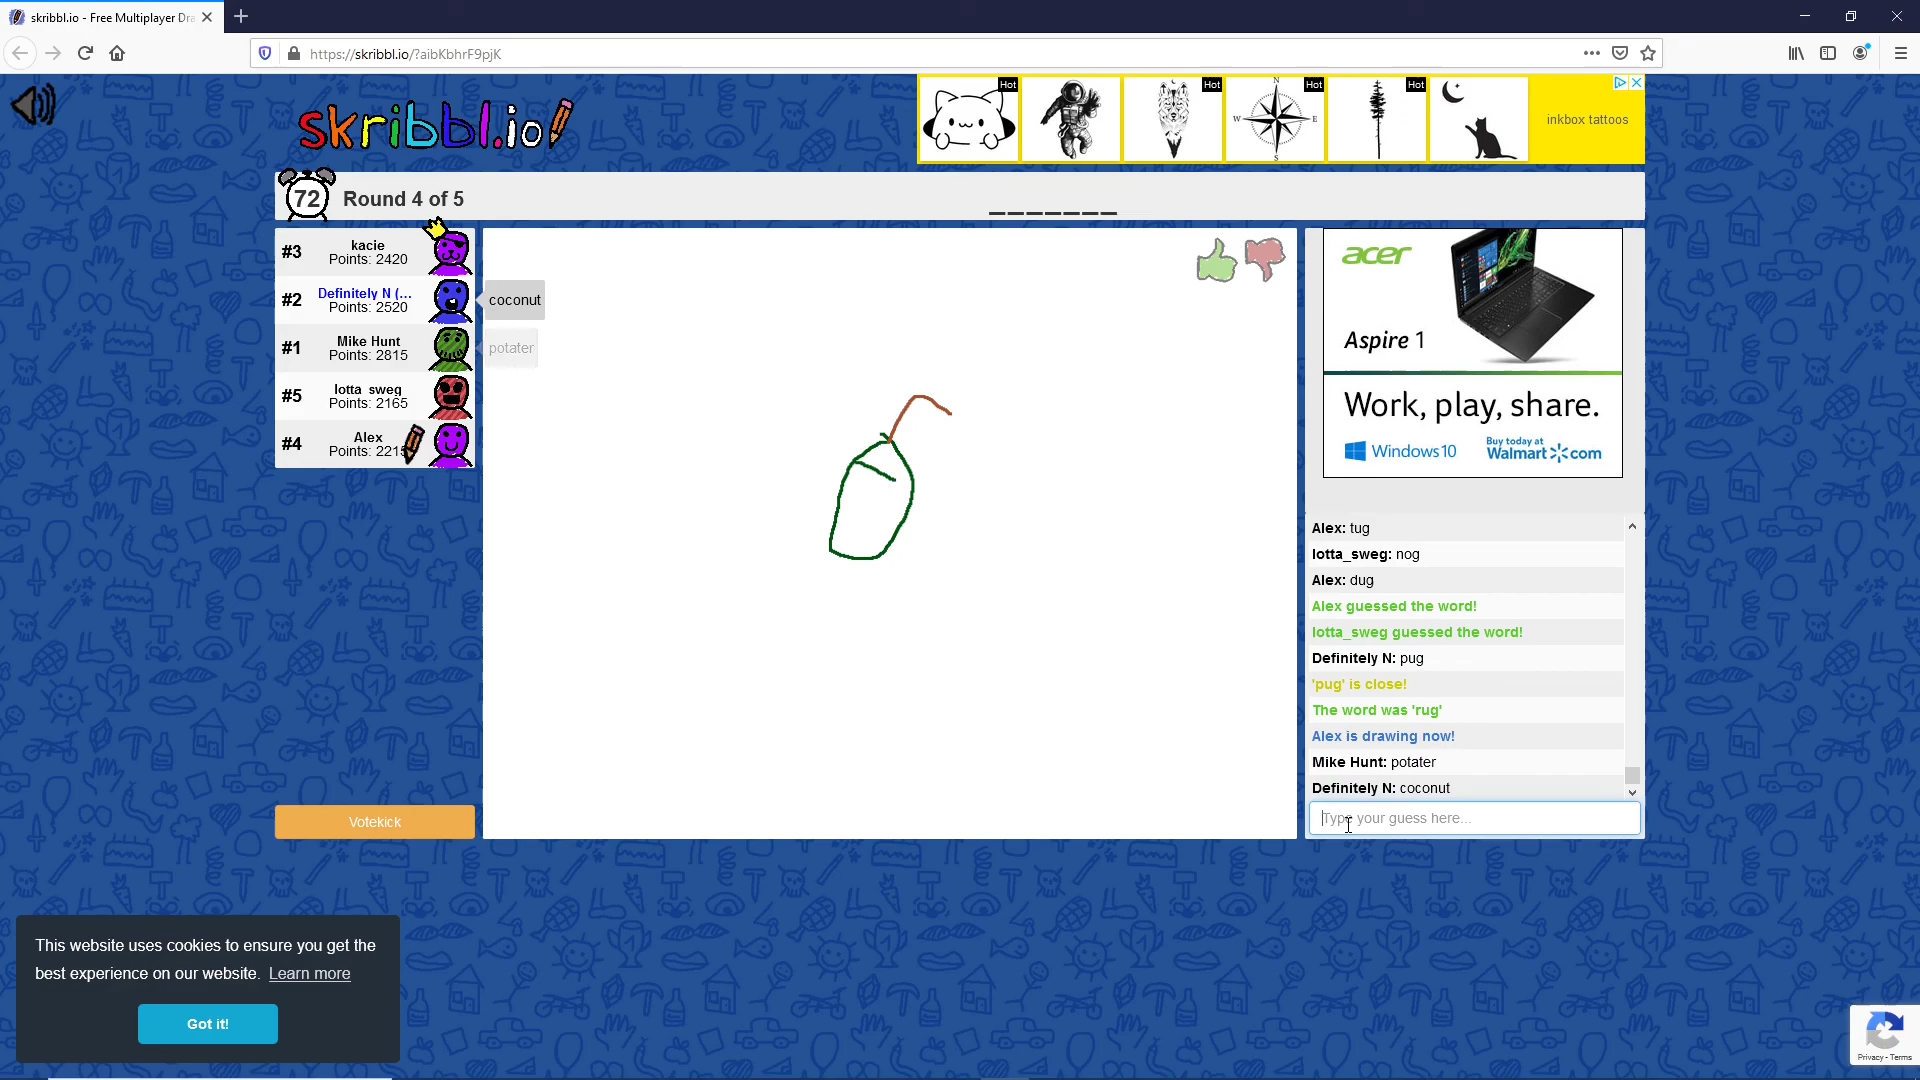 skribbl.io - Free Multiplayer Dra
https://skribbl.io/?aibKbhrF9pjK
skribbl.io
Hot
Hot
Hot
Hot
N
W
E
S
inkbox tattoos
72
Round 4 of 5
_______
#3
kacie
Points: 2420
#2
Definitely N (...
Points: 2520
coconut
#1
Mike Hunt
Points: 2815
potater
#5
lotta_sweg
Points: 2165
#4
Alex
Points: 2215
Votekick
acer
Aspire 1
Work, play, share.
Windows10
Buy today at
Walmart.com
Alex: tug
lotta_sweg: nog
Alex: dug
Alex guessed the word!
lotta_sweg guessed the word!
Definitely N: pug
'pug' is close!
The word was 'rug'
Alex is drawing now!
Mike Hunt: potater
Definitely N: coconut
Type your guess here...
This website uses cookies to ensure you get the
best experience on our website. Learn more
Got it!
Privacy - Terms